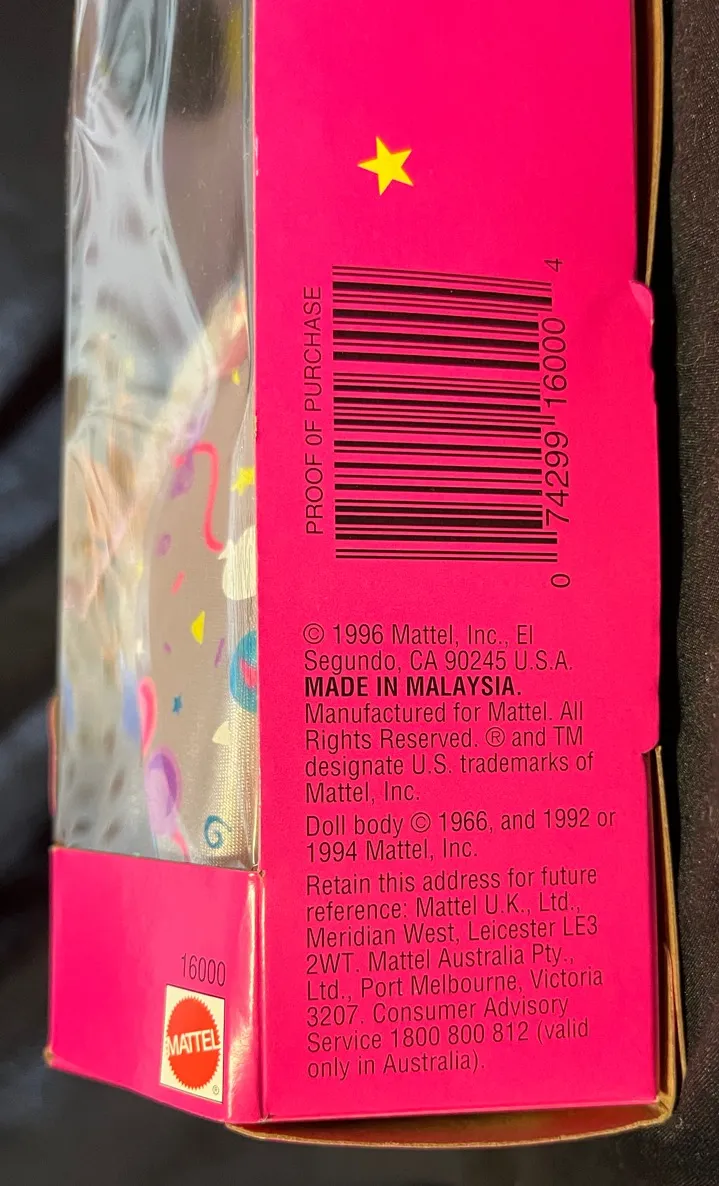 PROOF OF PURCHASE
0 74299 16000 4
© 1996 Mattel, Inc., El
Segundo, CA 90245 U.S.A.
MADE IN MALAYSIA.
Manufactured for Mattel. All
Rights Reserved. ® and TM
designate U.S. trademarks of
Mattel, Inc.
Doll body © 1966, and 1992 or
1994 Mattel, Inc.
Retain this address for future
reference: Mattel U.K., Ltd.,
Meridian West, Leicester LE3
2WT. Mattel Australia Pty.,
Ltd., Port Melbourne, Victoria
3207. Consumer Advisory
Service 1800 800 812 (valid
only in Australia).
16000
MATTEL
®